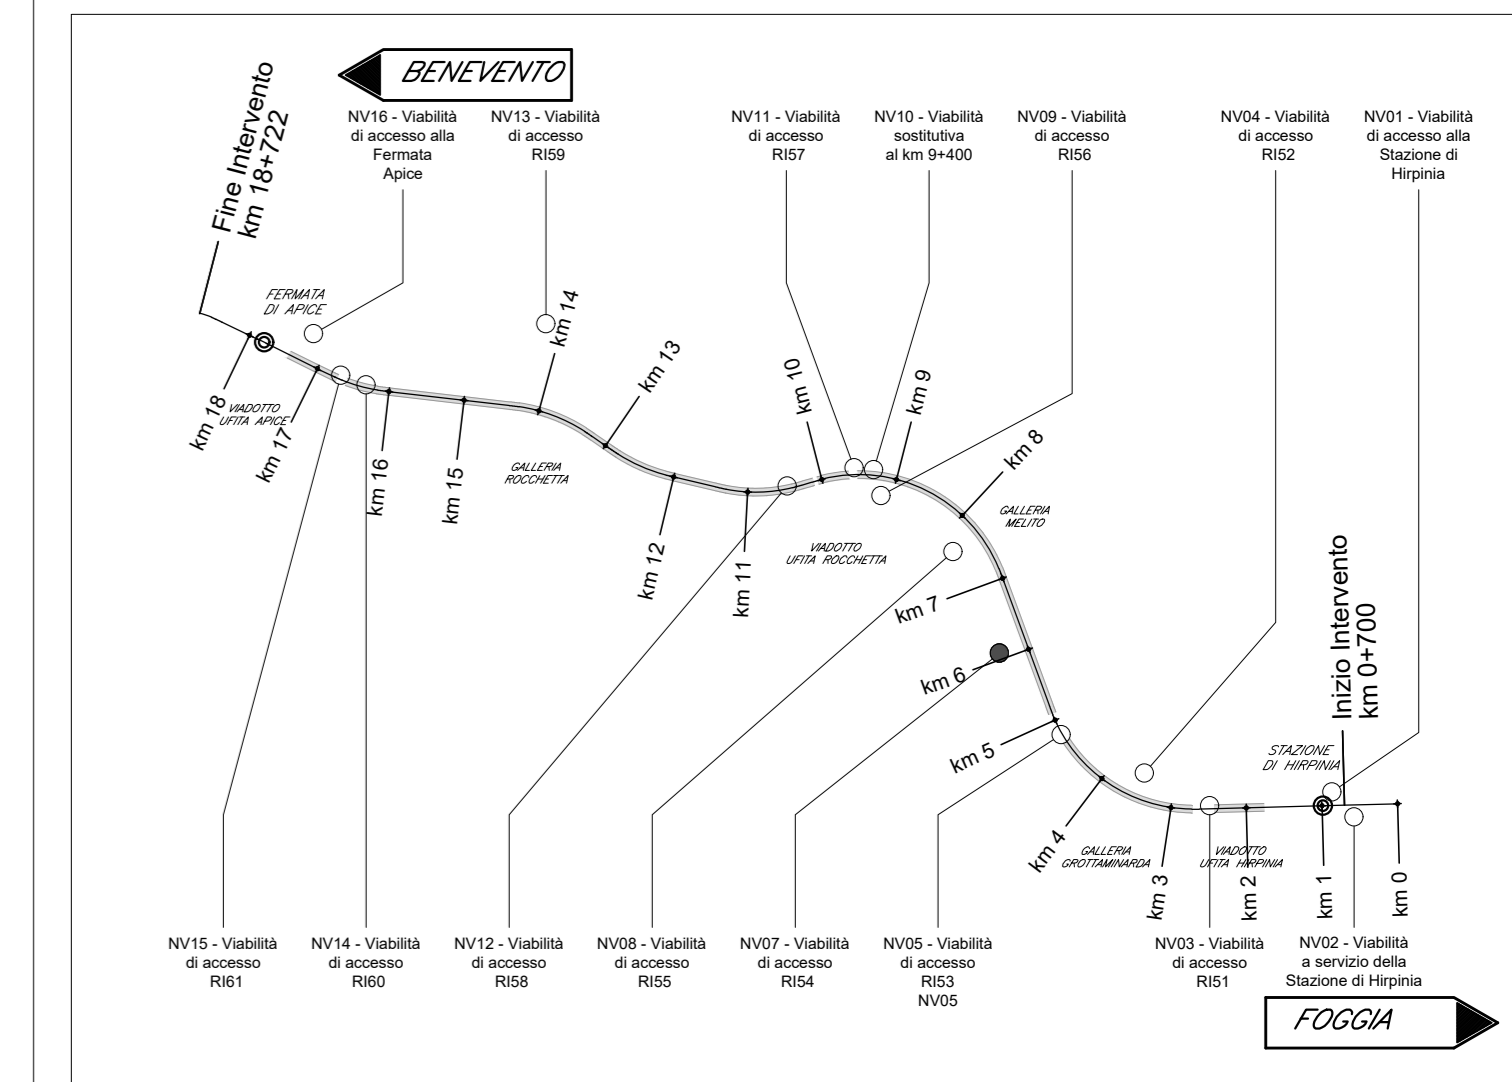 BENEVENTO
Fine Intervento
km 18+722
NV16 - Viabilità
di accesso alla
Fermata
Apice
NV13 - Viabilità
di accesso
RI59
NV11 - Viabilità
di accesso
RI57
NV10 - Viabilità
sostitutiva
al km 9+400
NV09 - Viabilità
di accesso
RI56
NV04 - Viabilità
di accesso
RI52
NV01 - Viabilità
di accesso alla
Stazione di
Hirpinia
FERMATA
DI APICE
km 18
VIADOTTO
UFITA APICE
km 17
km 16
km 15
km 14
GALLERIA
ROCCHETTA
km 13
km 12
km 11
km 10
VIADOTTO
UFITA ROCCHETTA
km 9
km 8
GALLERIA
MELITO
km 7
km 6
km 5
km 4
GALLERIA
GROTTAMINARDA
km 3
VIADOTTO
UFITA HIRPINIA
km 2
STAZIONE
DI HIRPINIA
km 1
Inizio Intervento
km 0+700
km 0
NV15 - Viabilità
di accesso
RI61
NV14 - Viabilità
di accesso
RI60
NV12 - Viabilità
di accesso
RI58
NV08 - Viabilità
di accesso
RI55
NV07 - Viabilità
di accesso
RI54
NV05 - Viabilità
di accesso
RI53
NV05
NV03 - Viabilità
di accesso
RI51
NV02 - Viabilità
a servizio della
Stazione di Hirpinia
FOGGIA